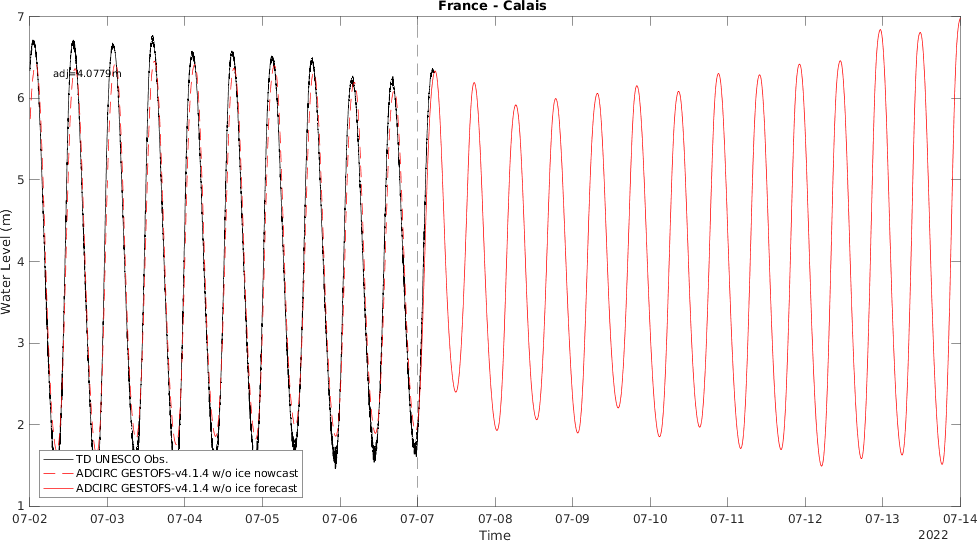 France - Calais
7
6
5
4
3
2
1
Water Level (m)
adj=4.0779m
TD UNESCO Obs.
ADCIRC GESTOFS-v4.1.4 w/o ice nowcast
ADCIRC GESTOFS-v4.1.4 w/o ice forecast
07-02 07-03 07-04 07-05 07-06 07-07 07-08 07-09 07-10 07-11 07-12 07-13 07-14
Time
2022